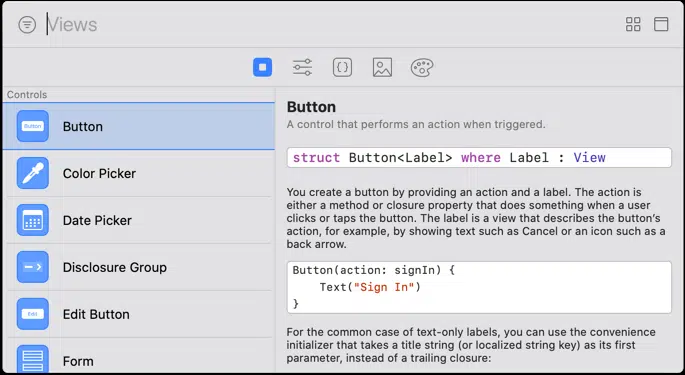 Views
Controls
Button
Button
Color Picker
Date Picker
Disclosure Group
Edit
Edit Button
Form
Button
A control that performs an action when triggered.
struct Button<Label> where Label : View
You create a button by providing an action and a label. The action is
either a method or closure property that does something when a user
clicks or taps the button. The label is a view that describes the button's
action, for example, by showing text such as Cancel or an icon such as a
back arrow.
Button(action: signIn) {
    Text("Sign In")
}
For the common case of text-only labels, you can use the convenience
initializer that takes a title string (or localized string key) as its first
parameter, instead of a trailing closure: